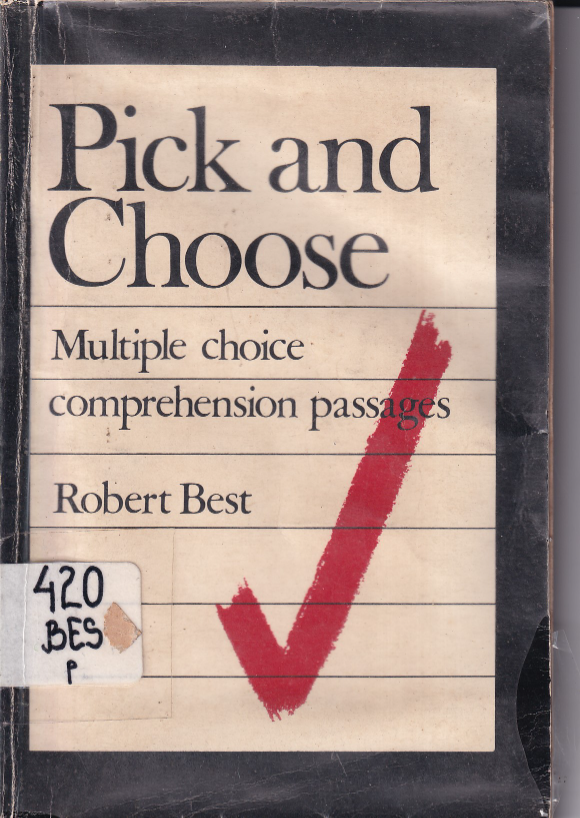 Pick and
Choose
Multiple choice
comprehension passages
Robert Best
420
BES
P